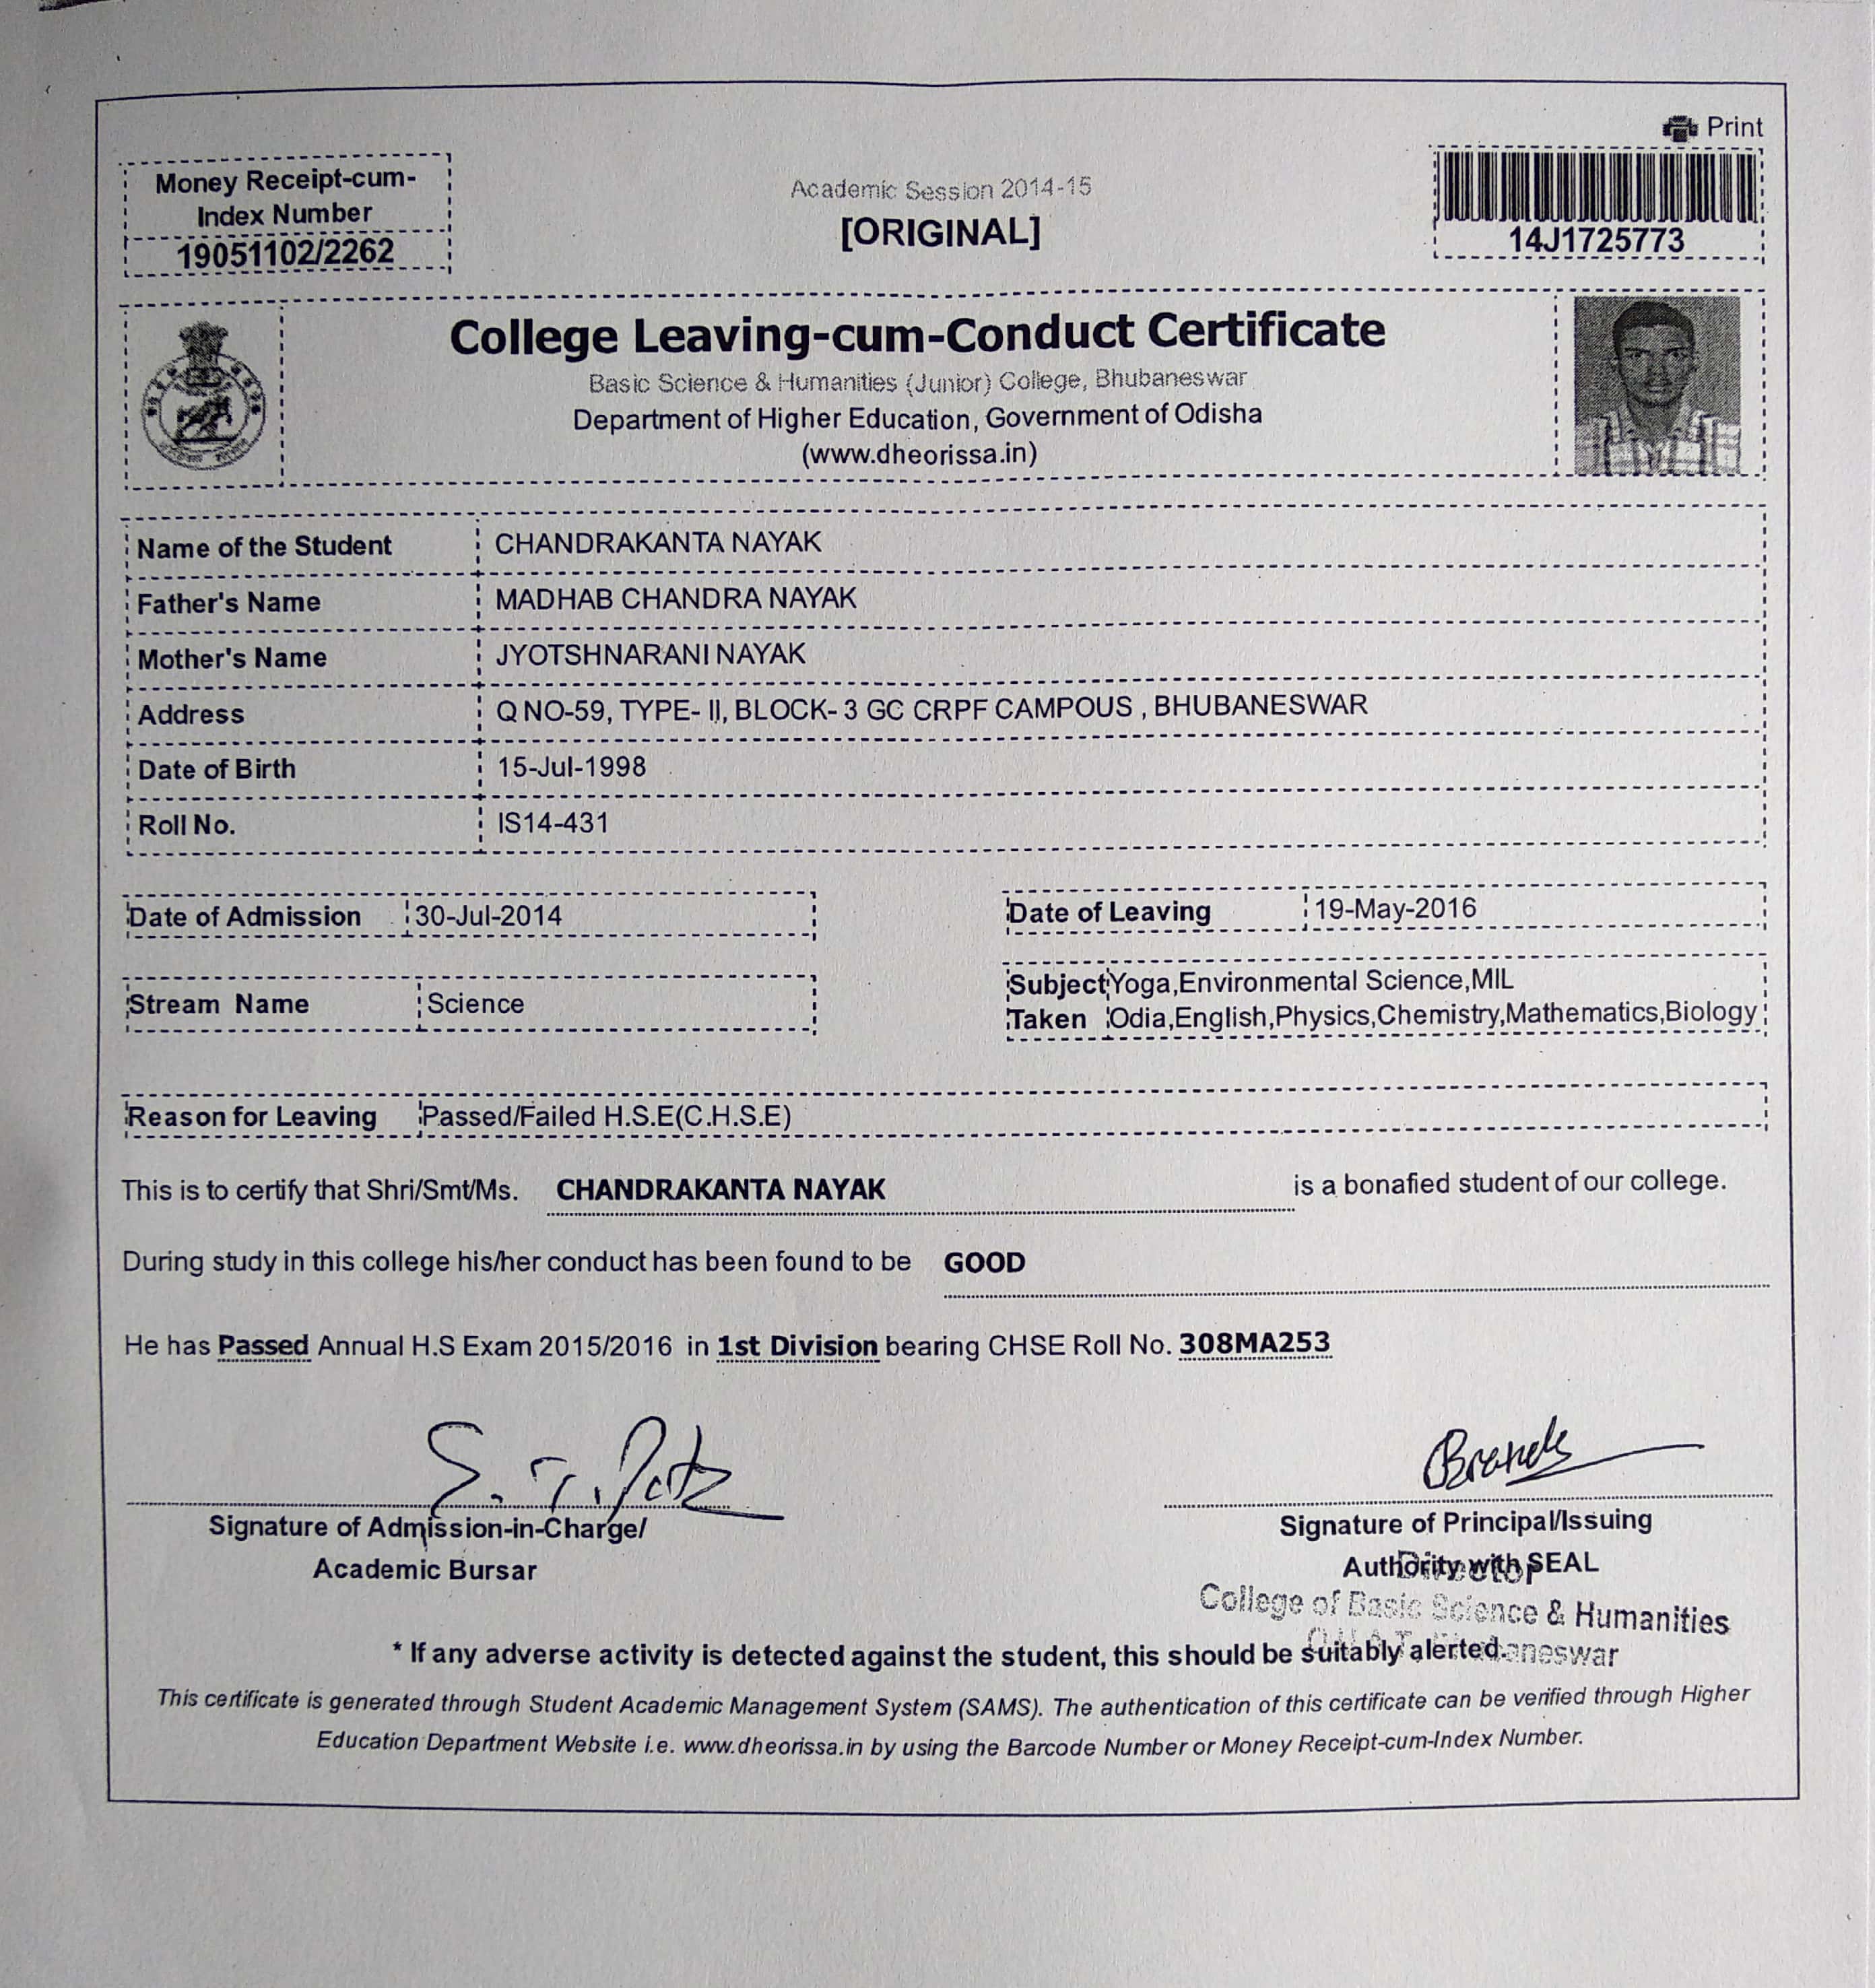 Print
Money Receipt-cum-
Index Number
19051102/2262
Academic Session 2014-15
[ORIGINAL]
14J1725773
College Leaving-cum-Conduct Certificate
Basic Science & Humanities (Junior) College, Bhubaneswar
Department of Higher Education, Government of Odisha
(www.dheorissa.in)
Name of the Student CHANDRAKANTA NAYAK
Father's Name MADHAB CHANDRA NAYAK
Mother's Name JYOTSHNARANI NAYAK
Address Q NO-59, TYPE- II, BLOCK- 3 GC CRPF CAMPOUS , BHUBANESWAR
Date of Birth 15-Jul-1998
Roll No. IS14-431
Date of Admission 30-Jul-2014 Date of Leaving 19-May-2016
Stream Name Science
Subject Yoga,Environmental Science,MIL
Taken Odia,English,Physics,Chemistry,Mathematics,Biology
Reason for Leaving Passed/Failed H.S.E(C.H.S.E)
This is to certify that Shri/Smt/Ms. CHANDRAKANTA NAYAK is a bonafied student of our college.
During study in this college his/her conduct has been found to be GOOD
He has Passed Annual H.S Exam 2015/2016 in 1st Division bearing CHSE Roll No. 308MA253
Signature of Admission-in-Charge/
Academic Bursar
Signature of Principal/Issuing
Authority with SEAL
Director
College of Basic Science & Humanities
* If any adverse activity is detected against the student, this should be suitably alerted.
This certificate is generated through Student Academic Management System (SAMS). The authentication of this certificate can be verified through Higher
Education Department Website i.e. www.dheorissa.in by using the Barcode Number or Money Receipt-cum-Index Number.